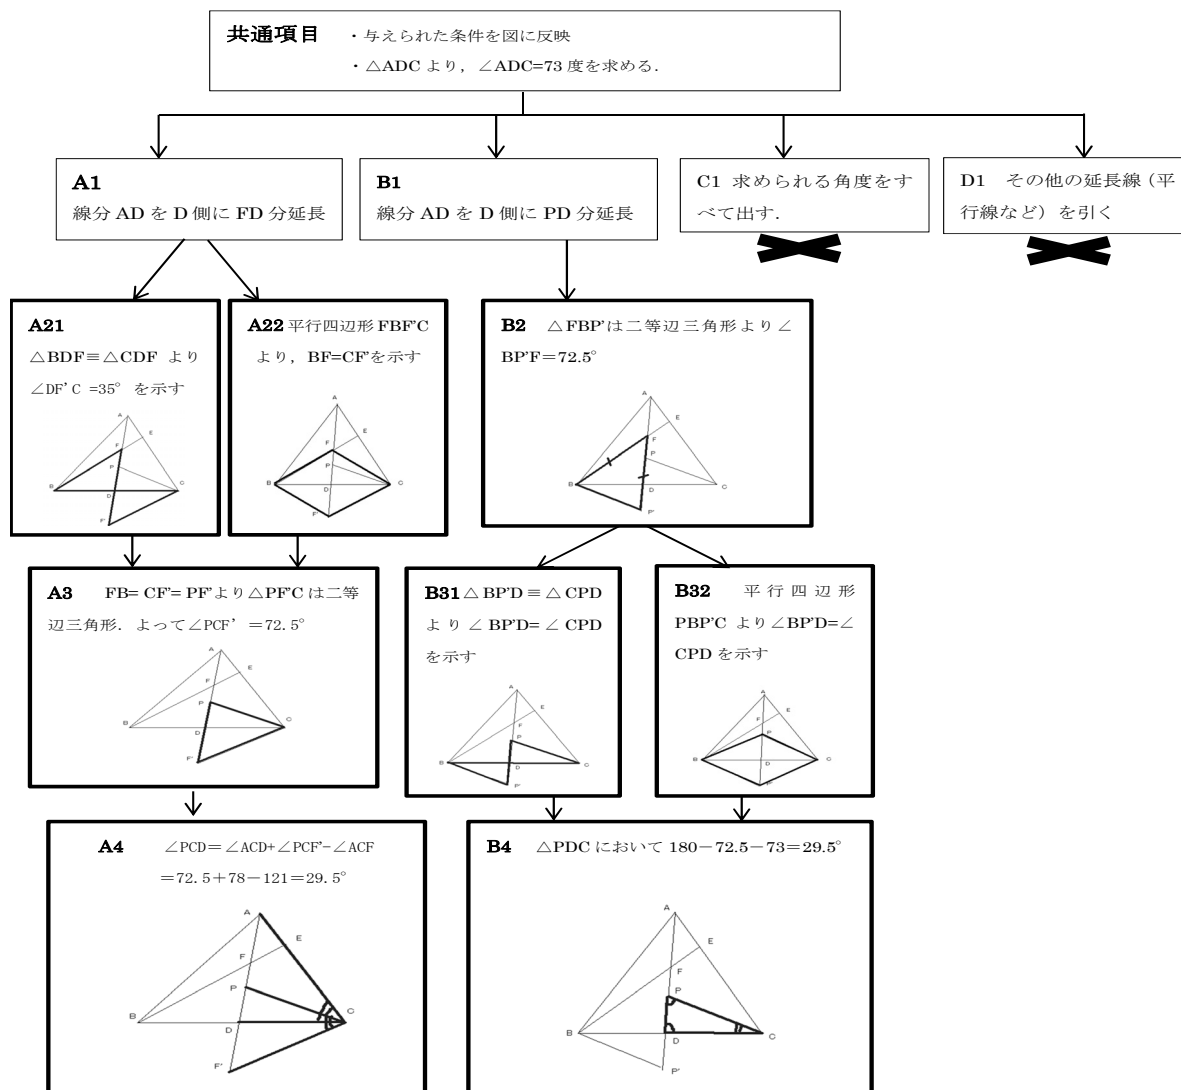 共通項目 ・与えられた条件を図に反映
・△ADC より，∠ADC=73 度を求める．
A1
線分 AD を D 側に FD 分延長
B1
線分 AD を D 側に PD 分延長
C1 求められる角度をす
べて出す．
D1 その他の延長線（平
行線など）を引く
A21
△BDF≡△CDF より
∠DF'C =35° を示す
A
E
F
P
B
D
C
F'
A22 平行四辺形 FBF'C
より，BF=CF'を示す
A
E
F
P
B
D
C
F'
B2 △FBP'は二等辺三角形より∠
BP'F＝72.5°
A
E
F
P
B
D
C
P'
A3 FB= CF'= PF'より△PF'C は二等
辺三角形．よって∠PCF' ＝72.5°
A
E
F
P
B
D
C
F'
B31△BP'D≡△CPD
より∠BP'D=∠CPD
を示す
A
E
F
P
B
D
C
P'
B32 平行四辺形
PBP'C より∠BP'D=∠
CPD を示す
A
E
F
P
B
D
C
P'
A4 ∠PCD＝∠ACD+∠PCF'-∠ACF
＝72.5＋78－121＝29.5°
A
E
F
P
B
D
C
F'
B4 △PDC において 180－72.5－73＝29.5°
A
E
F
P
B
D
C
P'